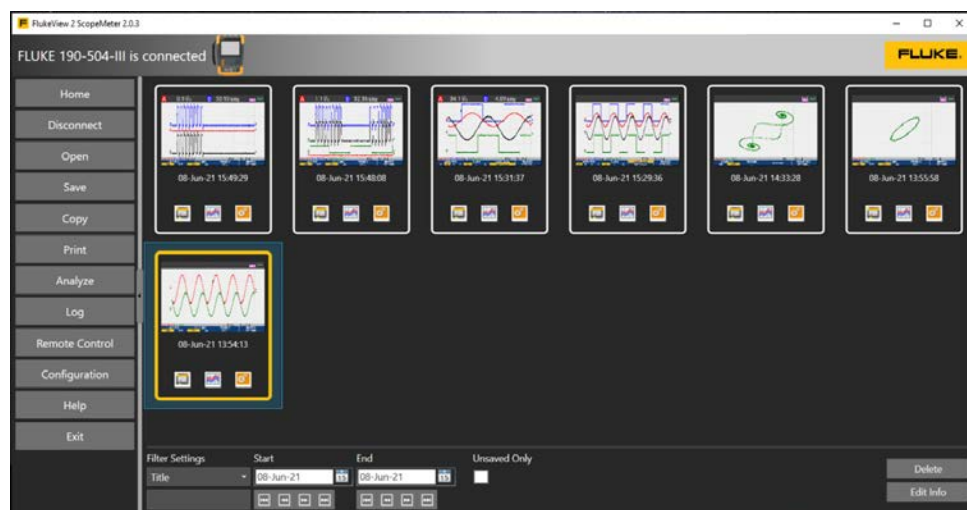 FlukeView 2 ScopeMeter 2.0.3
FLUKE 190-504-III is connected
FLUKE.
Home
Disconnect
Open
Save
Copy
Print
Analyze
Log
Remote Control
Configuration
Help
Exit
08-Jun-21 15:49:29
08-Jun-21 15:48:08
08-Jun-21 15:31:37
08-Jun-21 15:29:36
08-Jun-21 14:33:28
08-Jun-21 13:55:58
08-Jun-21 13:54:13
Filter Settings
Start
End
Unsaved Only
Title
08-Jun-21
15
08-Jun-21
15
Delete
Edit Info